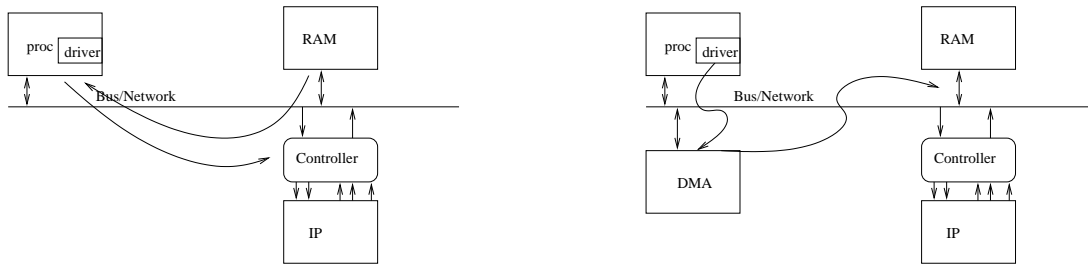 proc
driver
RAM
Bus/Network
Controller
IP
proc
driver
RAM
Bus/Network
DMA
Controller
IP